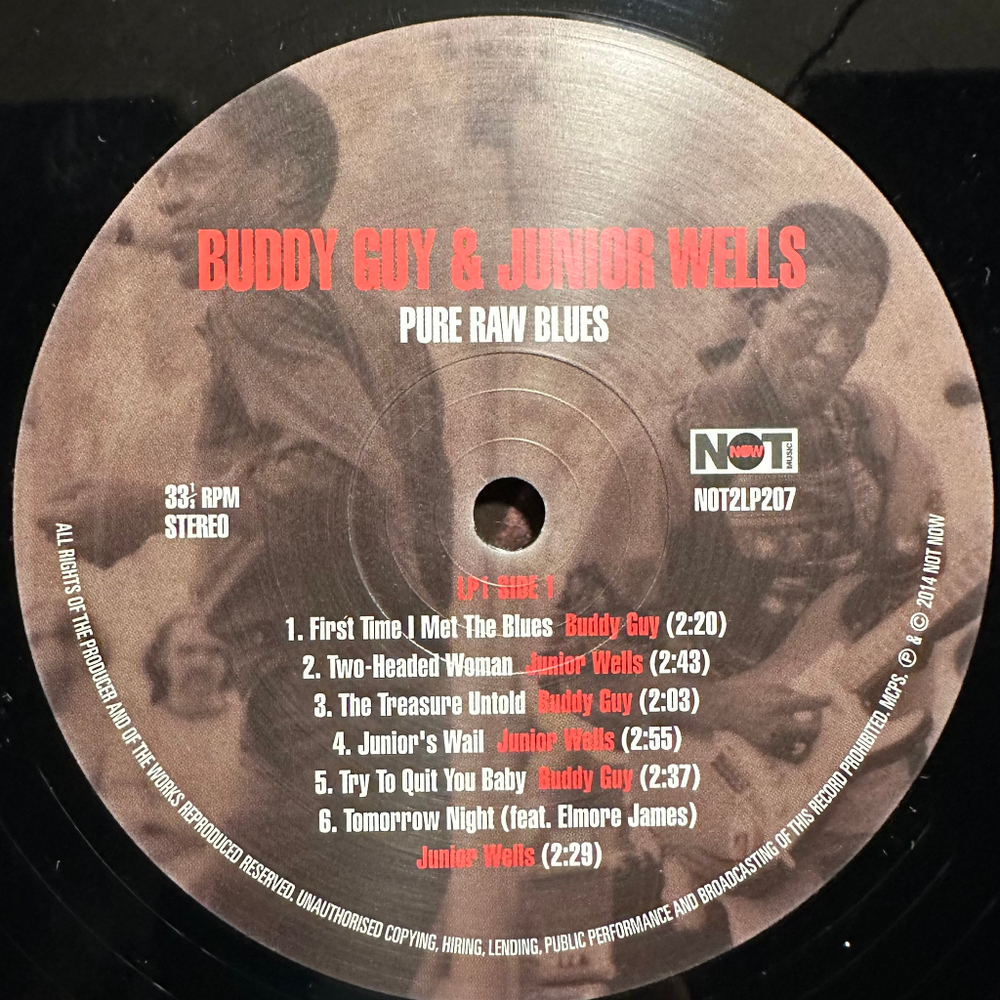 BUDDY GUY & JUNIOR WELLS
PURE RAW BLUES
NOT NOW MUSIC
33⅓ RPM
STEREO
NOT2LP207
LP1 SIDE 1
1. First Time I Met The Blues Buddy Guy (2:20)
2. Two-Headed Woman Junior Wells (2:43)
3. The Treasure Untold Buddy Guy (2:03)
4. Junior's Wail Junior Wells (2:55)
5. Try To Quit You Baby Buddy Guy (2:37)
6. Tomorrow Night (feat. Elmore James)
Junior Wells (2:29)
ALL RIGHTS OF THE PRODUCER AND OF THE WORKS REPRODUCED RESERVED. UNAUTHORISED COPYING, HIRING, LENDING, PUBLIC PERFORMANCE AND BROADCASTING OF THIS RECORD PROHIBITED. MCPS. ℗ & © 2014 NOT NOW